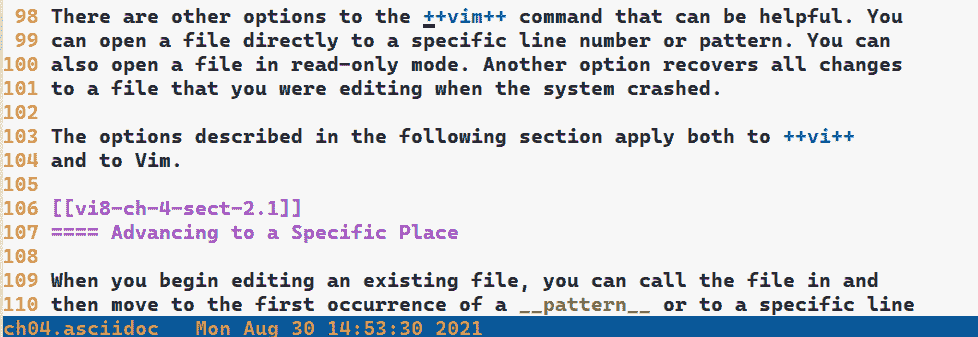 98 There are other options to the ++vim++ command that can be helpful. You
99 can open a file directly to a specific line number or pattern. You can
100 also open a file in read-only mode. Another option recovers all changes
101 to a file that you were editing when the system crashed.
102
103 The options described in the following section apply both to ++vi++
104 and to Vim.
105
106 [[vi8-ch-4-sect-2.1]]
107 ==== Advancing to a Specific Place
108
109 When you begin editing an existing file, you can call the file in and
110 then move to the first occurrence of a __pattern__ or to a specific line
ch04.asciidoc   Mon Aug 30 14:53:30 2021